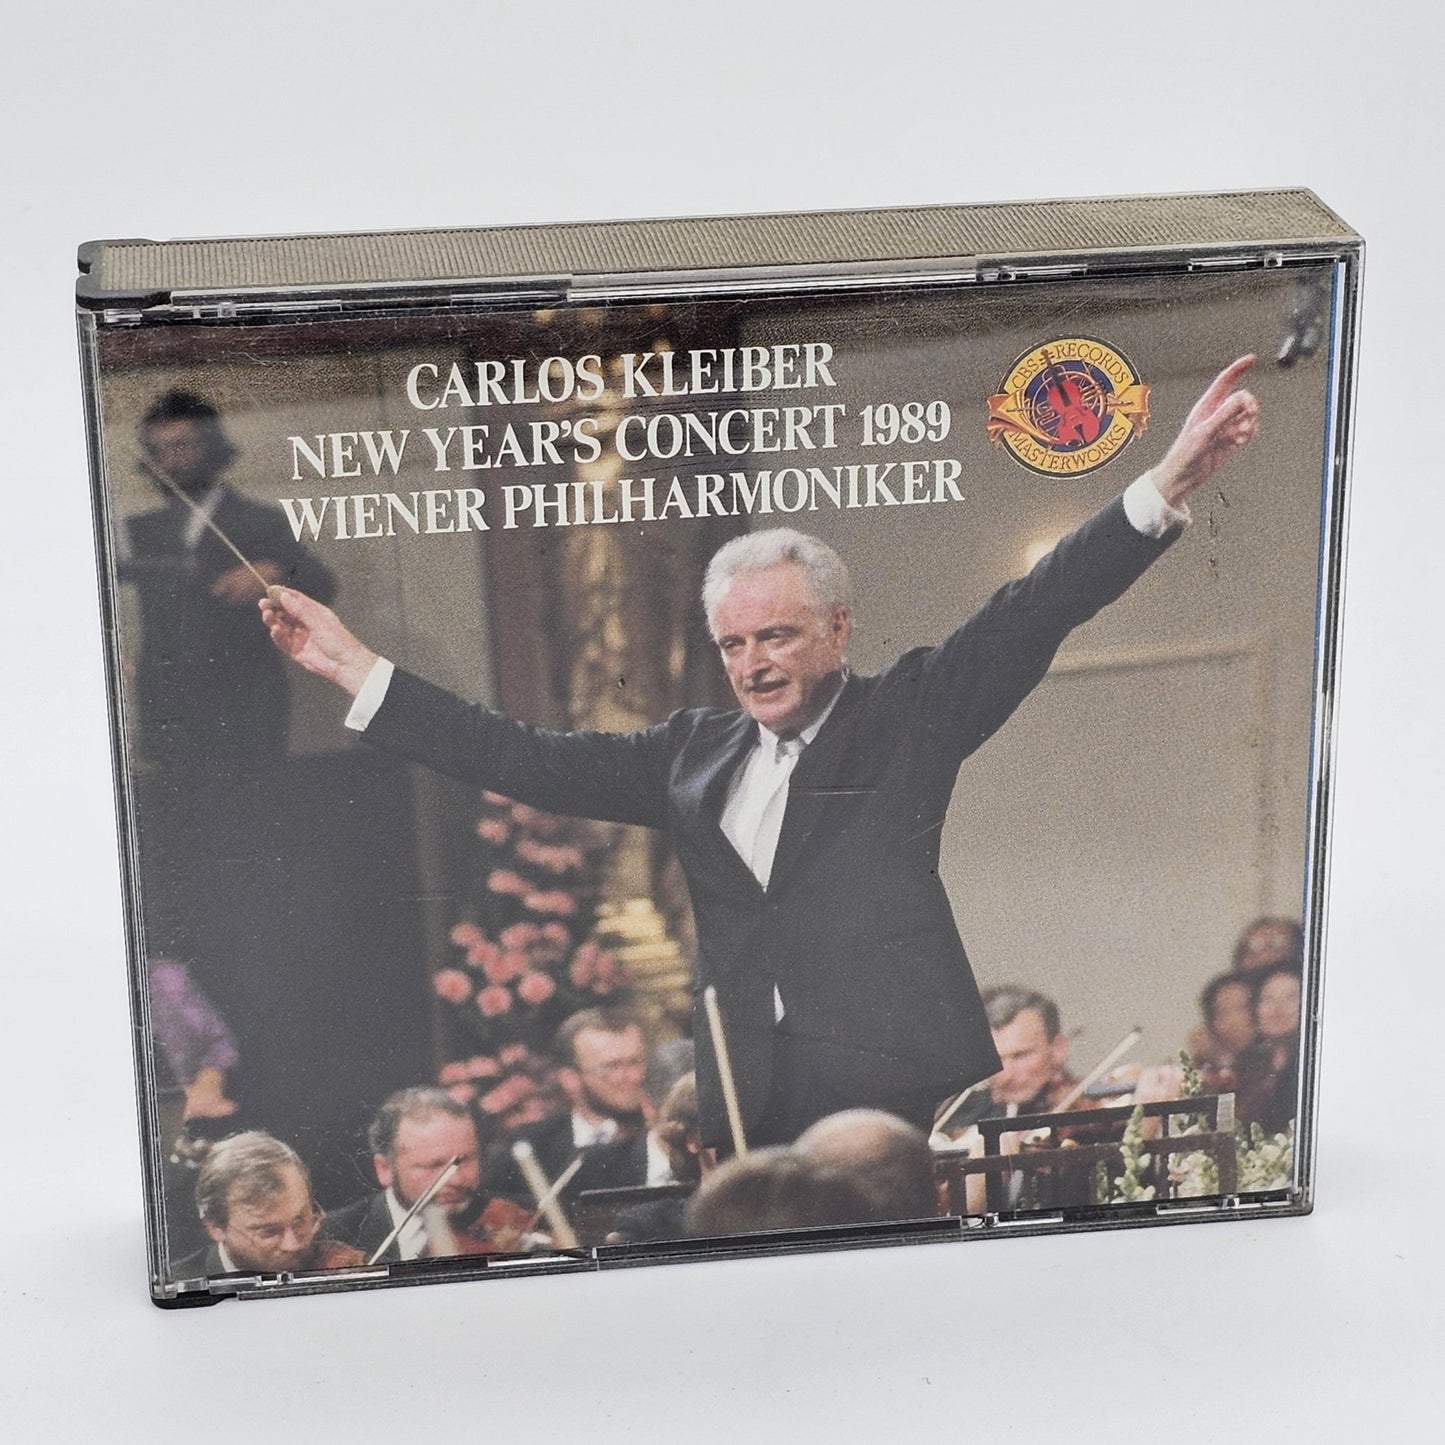 CARLOS KLEIBER
NEW YEAR'S CONCERT 1989
WIENER PHILHARMONIKER
CBS RECORDS
MASTERWORKS